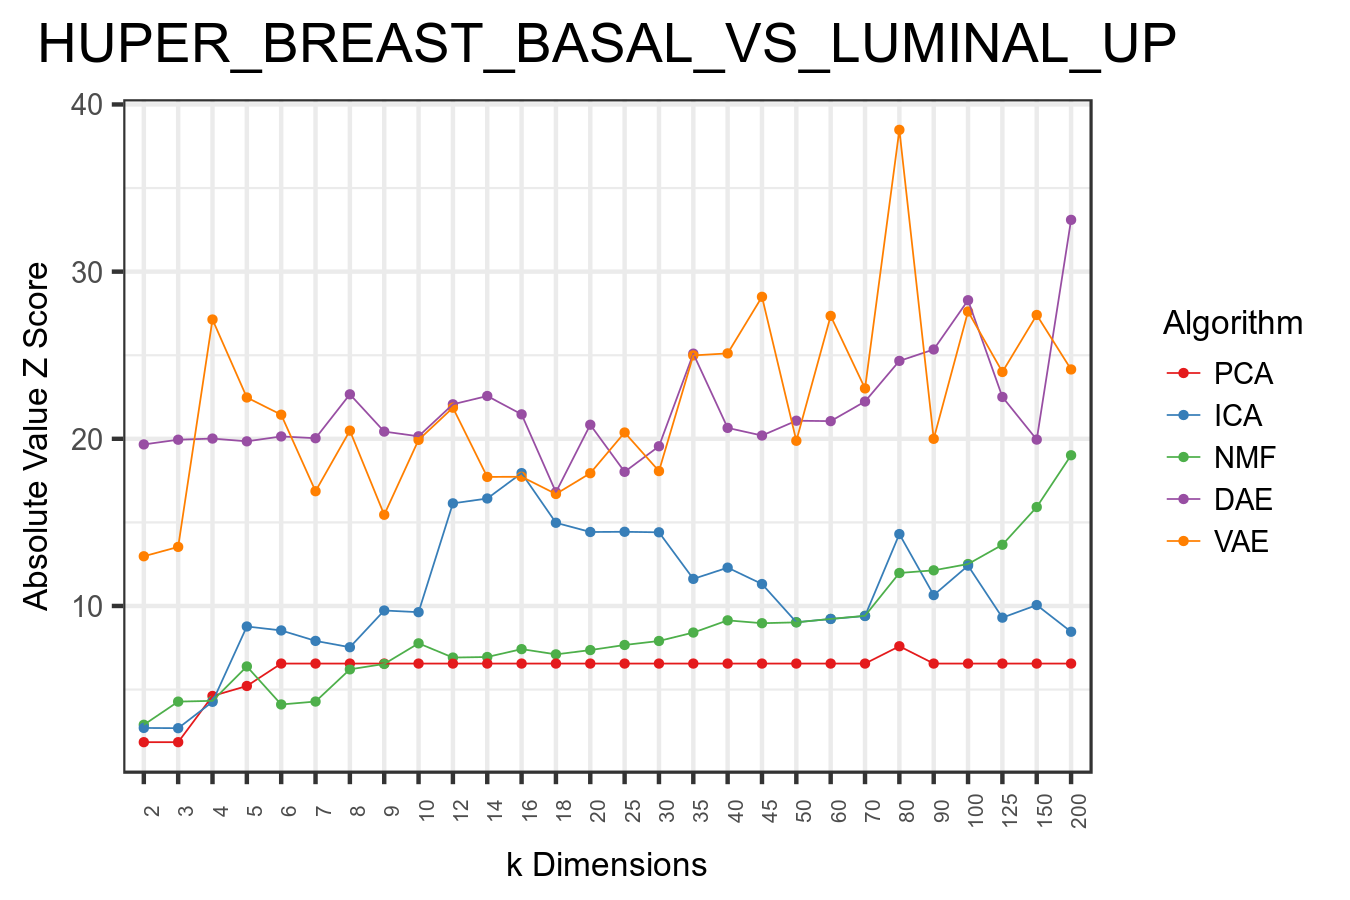 HUPER_BREAST_BASAL_VS_LUMINAL_UP
Absolute Value Z Score
40
30
20
10
2 3 4 5 6 7 8 9 10 12 14 16 18 20 25 30 35 40 45 50 60 70 80 90 100 125 150 200
k Dimensions
Algorithm
PCA
ICA
NMF
DAE
VAE